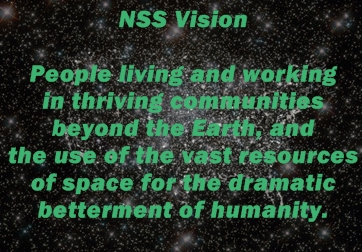 NSS Vision
People living and working
in thriving communities
beyond the Earth, and
the use of the vast resources
of space for the dramatic
betterment of humanity.